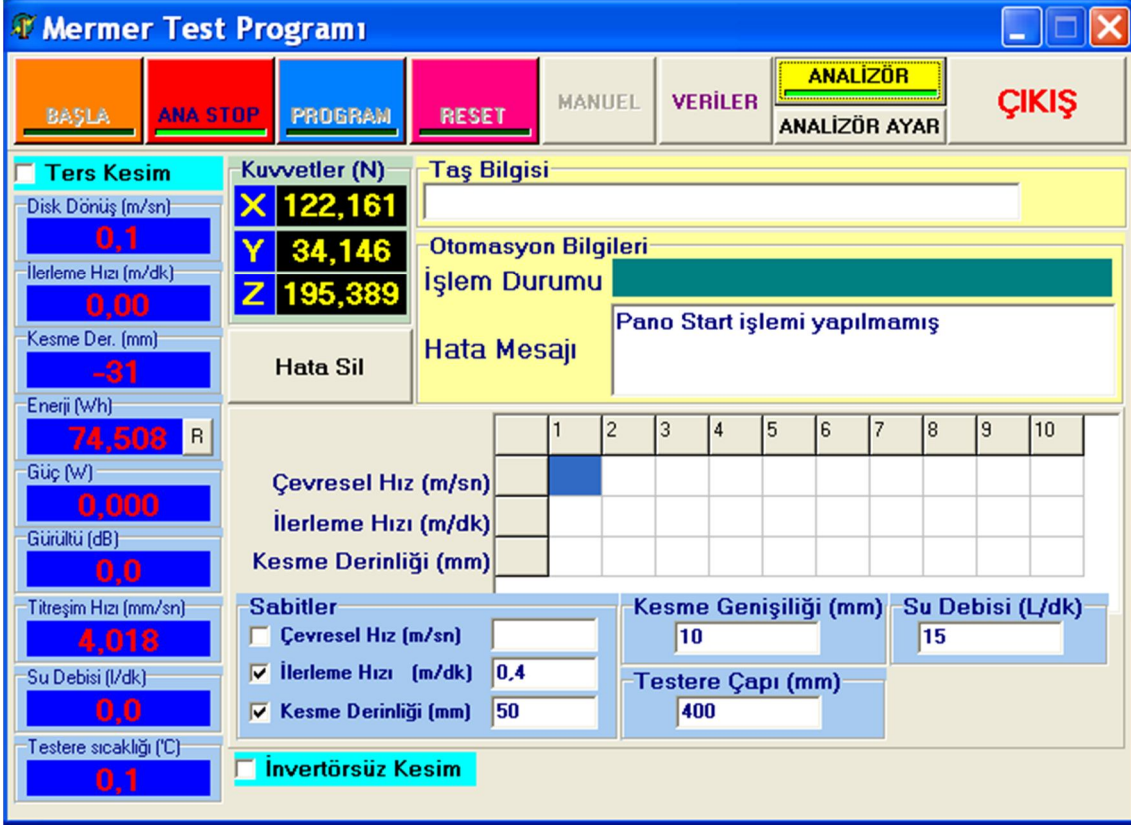 Mermer Test Programı
BAŞLA
ANA STOP
PROGRAM
RESET
MANUEL
VERİLER
ANALİZÖR
ANALİZÖR AYAR
ÇIKIŞ
Ters Kesim
Disk Dönüş (m/sn)
0,1
İlerleme Hızı (m/dk)
0,00
Kesme Der. (mm)
-31
Enerji (Wh)
74,508 R
Güç (W)
0,000
Gürültü (dB)
0,0
Titreşim Hızı (mm/sn)
4,018
Su Debisi (l/dk)
0,0
Testere sıcaklığı ('C)
0,1
Kuvvetler (N)
X 122,161
Y 34,146
Z 195,389
Hata Sil
Taş Bilgisi
Otomasyon Bilgileri
İşlem Durumu
Hata Mesajı
Pano Start işlemi yapılmamış
1 2 3 4 5 6 7 8 9 10
Çevresel Hız (m/sn)
İlerleme Hızı (m/dk)
Kesme Derinliği (mm)
Sabitler
Çevresel Hız (m/sn)
İlerleme Hızı (m/dk) 0,4
Kesme Derinliği (mm) 50
Kesme Genişiliği (mm)
10
Su Debisi (L/dk)
15
Testere Çapı (mm)
400
İnvertörsüz Kesim